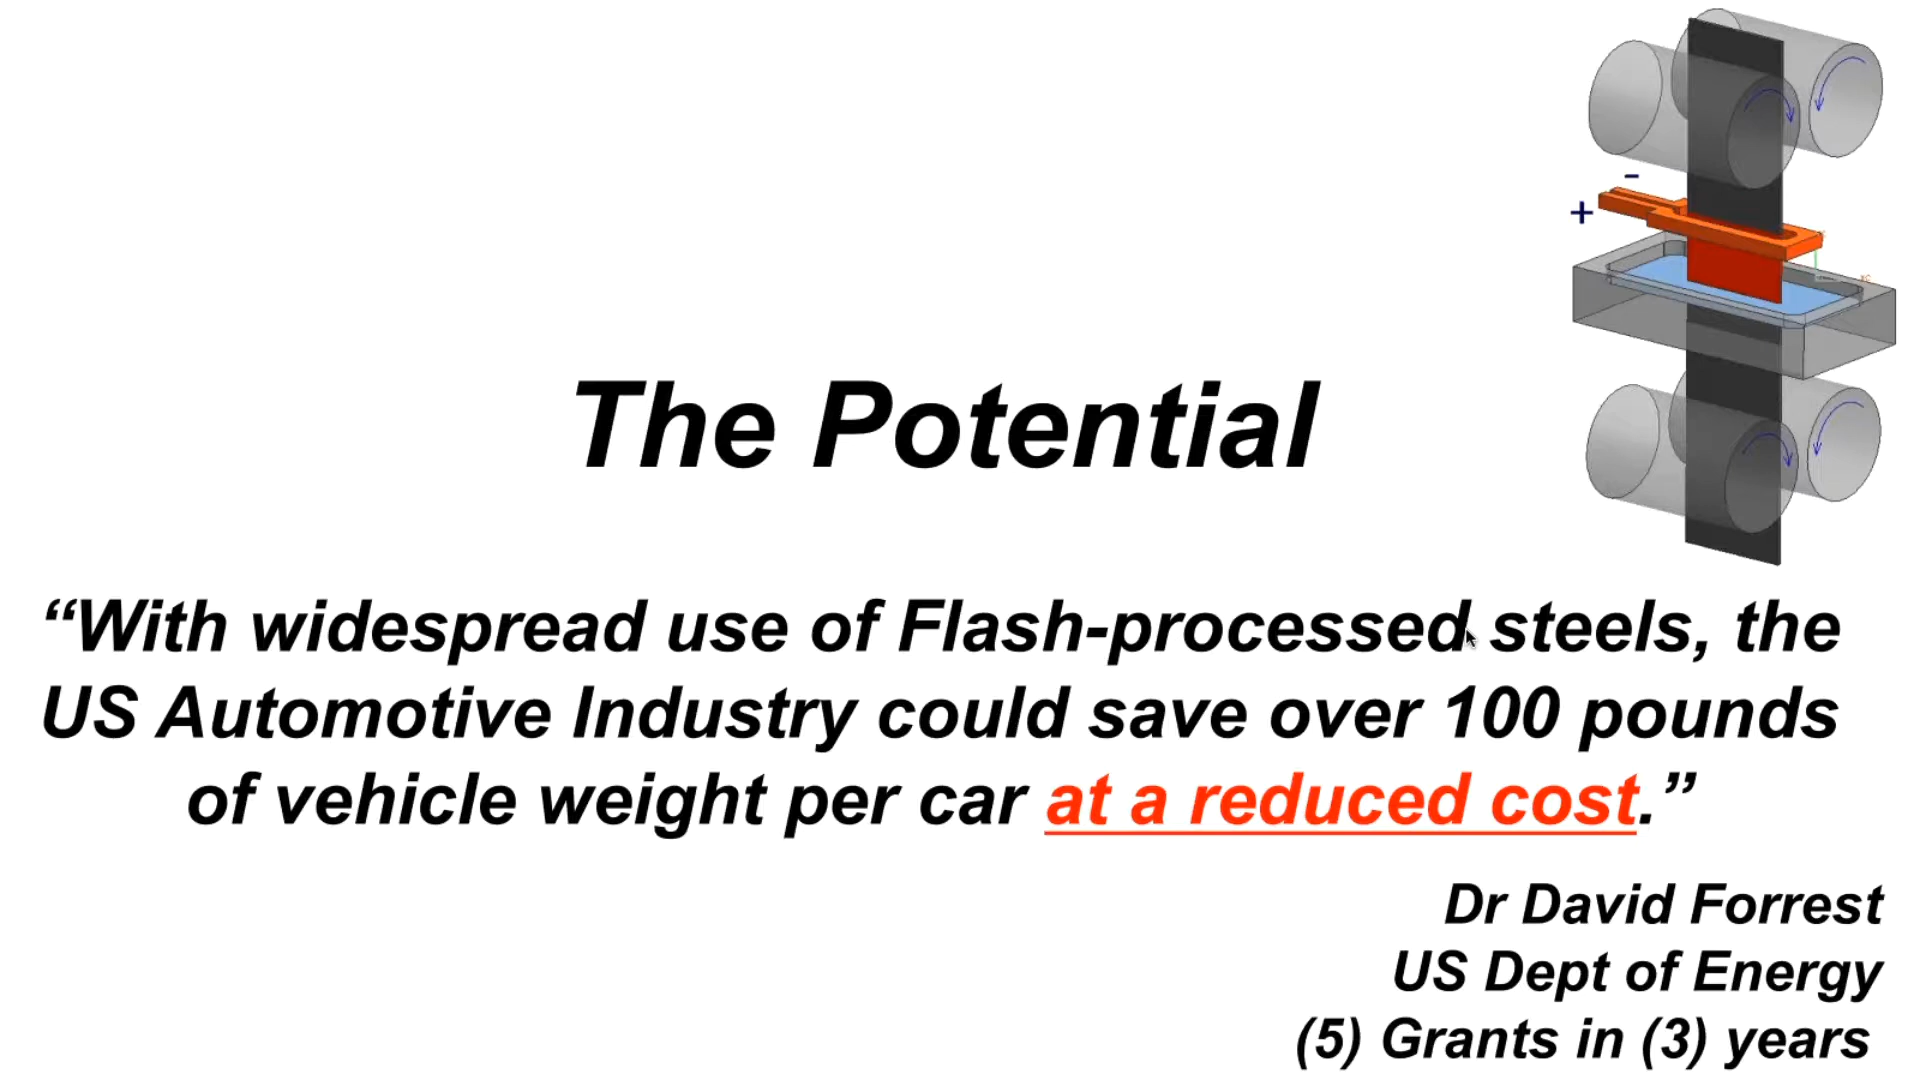 -
+
The Potential
“With widespread use of Flash-processed steels, the
US Automotive Industry could save over 100 pounds
of vehicle weight per car at a reduced cost.”
Dr David Forrest
US Dept of Energy
(5) Grants in (3) years